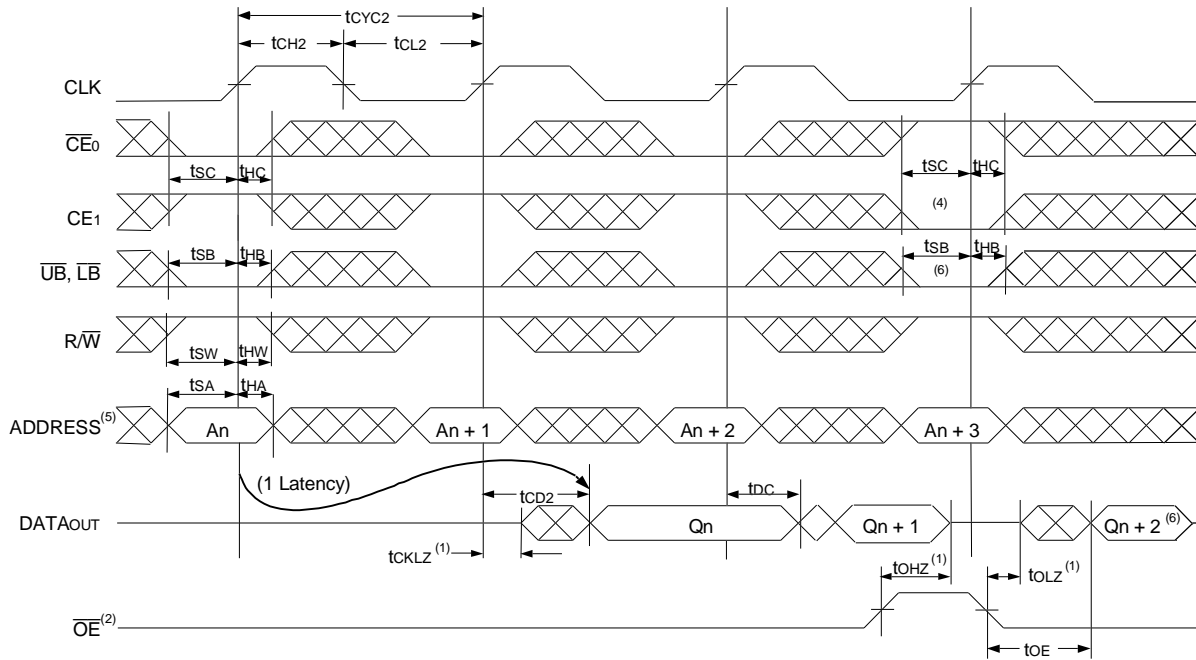 tCYC2
tCH2 tCL2
CLK
CE0
tSC tHC tSC tHC
CE1 (4)
tSB tHB tSB tHB
UB, LB (6)
R/W
tSW tHW
tSA tHA
ADDRESS(5) An An + 1 An + 2 An + 3
(1 Latency) tCD2 tDC
DATAOUT Qn Qn + 1 Qn + 2 (6)
tCKLZ (1)
tOHZ (1) tOLZ (1)
OE(2)
tOE